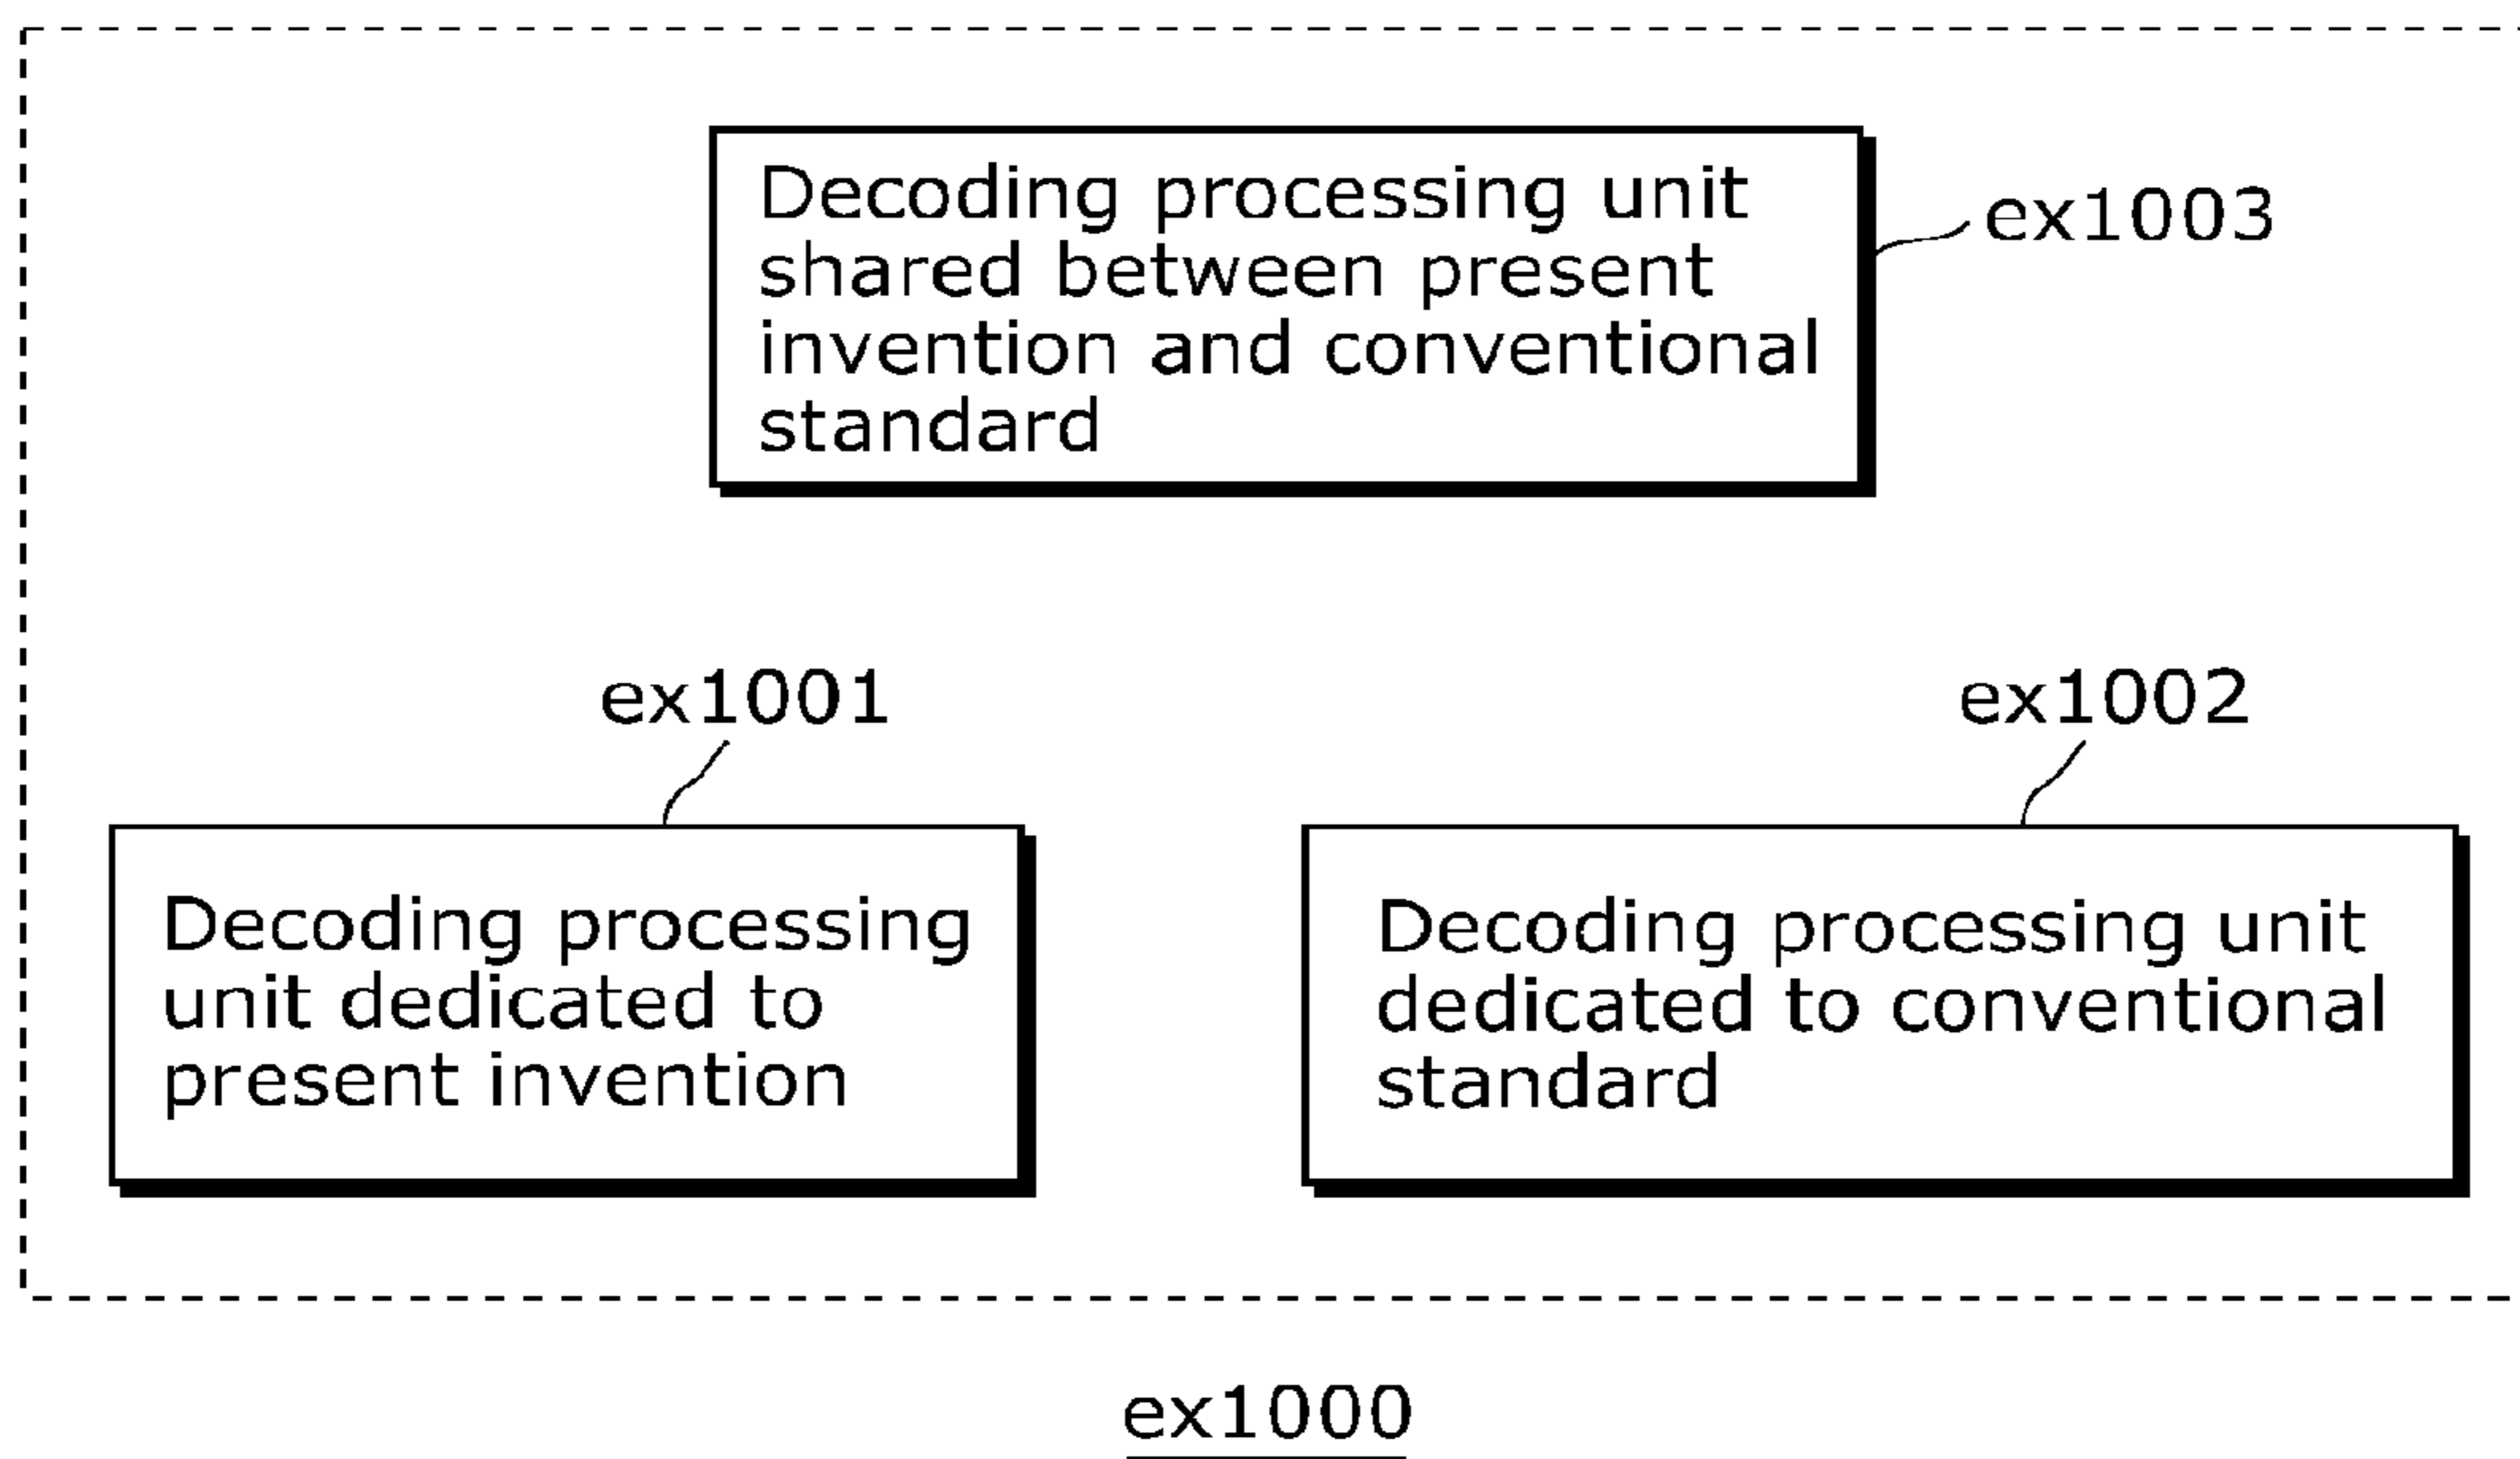 Decoding processing unit
shared between present
invention and conventional
standard
ex1003
ex1001
ex1002
Decoding processing
unit dedicated to
present invention
Decoding processing unit
dedicated to conventional
standard
ex1000